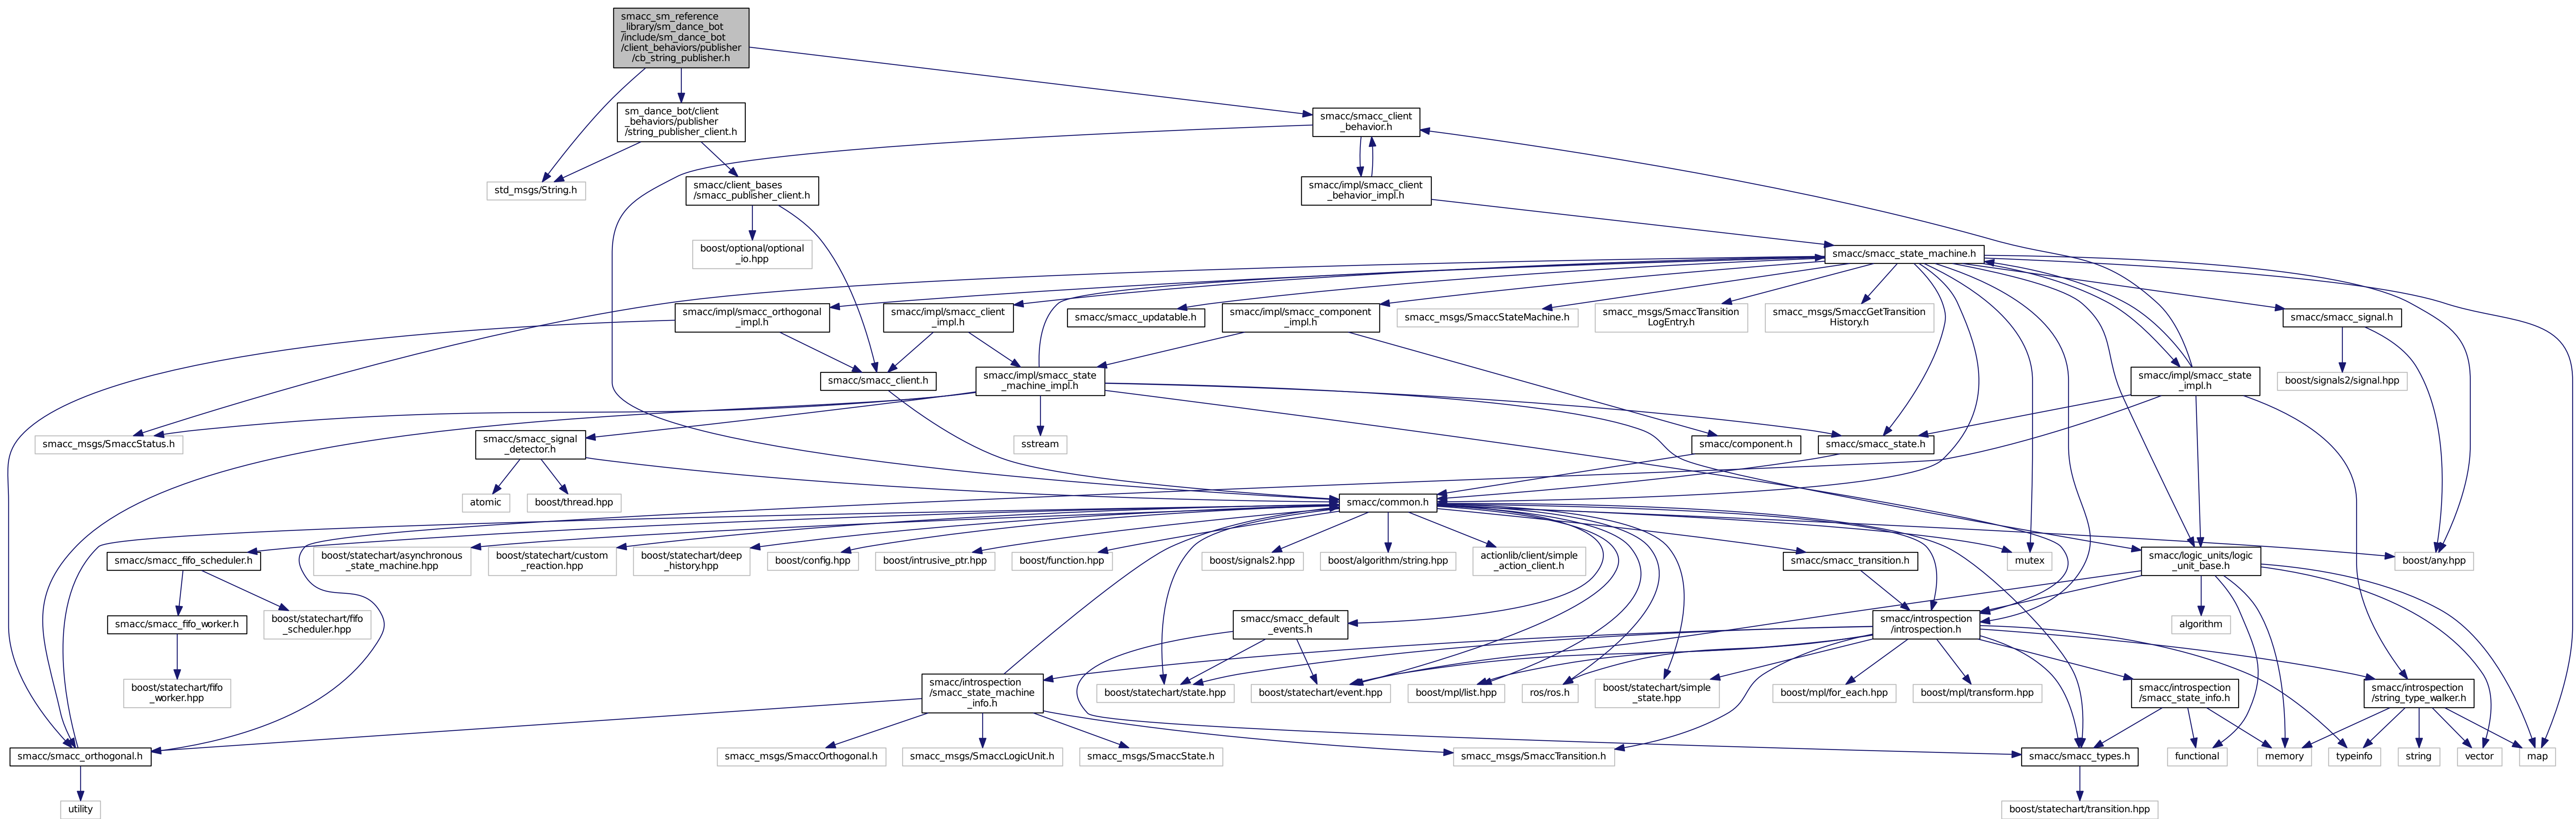 smacc_sm_reference
_library/sm_dance_bot
/include/sm_dance_bot
/client_behaviors/publisher
/cb_string_publisher.h
sm_dance_bot/client
_behaviors/publisher
/string_publisher_client.h
smacc/smacc_client
_behavior.h
std_msgs/String.h
smacc/client_bases
/smacc_publisher_client.h
smacc/impl/smacc_client
_behavior_impl.h
boost/optional/optional
_io.hpp
smacc/smacc_state_machine.h
smacc/impl/smacc_orthogonal
_impl.h
smacc/impl/smacc_client
_impl.h
smacc/smacc_updatable.h
smacc/impl/smacc_component
_impl.h
smacc_msgs/SmaccStateMachine.h
smacc_msgs/SmaccTransition
LogEntry.h
smacc_msgs/SmaccGetTransition
History.h
smacc/smacc_signal.h
smacc/smacc_client.h
smacc/impl/smacc_state
_machine_impl.h
smacc/impl/smacc_state
_impl.h
boost/signals2/signal.hpp
smacc_msgs/SmaccStatus.h
smacc/smacc_signal
_detector.h
sstream
smacc/component.h
smacc/smacc_state.h
atomic
boost/thread.hpp
smacc/common.h
smacc/smacc_fifo_scheduler.h
boost/statechart/asynchronous
_state_machine.hpp
boost/statechart/custom
_reaction.hpp
boost/statechart/deep
_history.hpp
boost/config.hpp
boost/intrusive_ptr.hpp
boost/function.hpp
boost/signals2.hpp
boost/algorithm/string.hpp
actionlib/client/simple
_action_client.h
smacc/smacc_transition.h
mutex
smacc/logic_units/logic
_unit_base.h
boost/any.hpp
smacc/smacc_fifo_worker.h
boost/statechart/fifo
_scheduler.hpp
smacc/smacc_default
_events.h
smacc/introspection
/introspection.h
algorithm
boost/statechart/fifo
_worker.hpp
smacc/introspection
/smacc_state_machine
_info.h
boost/statechart/state.hpp
boost/statechart/event.hpp
boost/mpl/list.hpp
ros/ros.h
boost/statechart/simple
_state.hpp
boost/mpl/for_each.hpp
boost/mpl/transform.hpp
smacc/introspection
/smacc_state_info.h
smacc/introspection
/string_type_walker.h
smacc/smacc_orthogonal.h
smacc_msgs/SmaccOrthogonal.h
smacc_msgs/SmaccLogicUnit.h
smacc_msgs/SmaccState.h
smacc_msgs/SmaccTransition.h
smacc/smacc_types.h
functional
memory
typeinfo
string
vector
map
utility
boost/statechart/transition.hpp